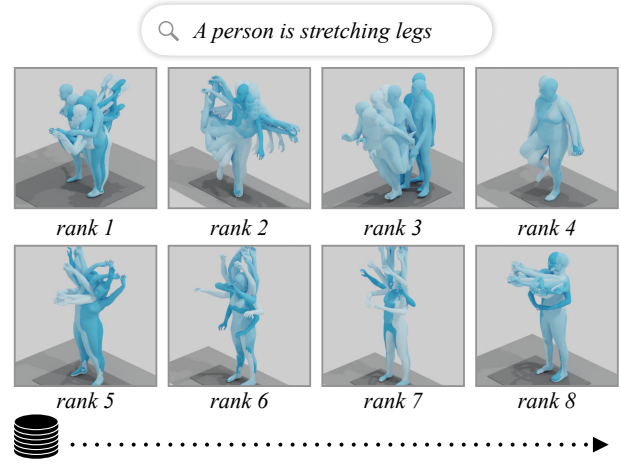 A person is stretching legs
rank 1
rank 2
rank 3
rank 4
rank 5
rank 6
rank 7
rank 8